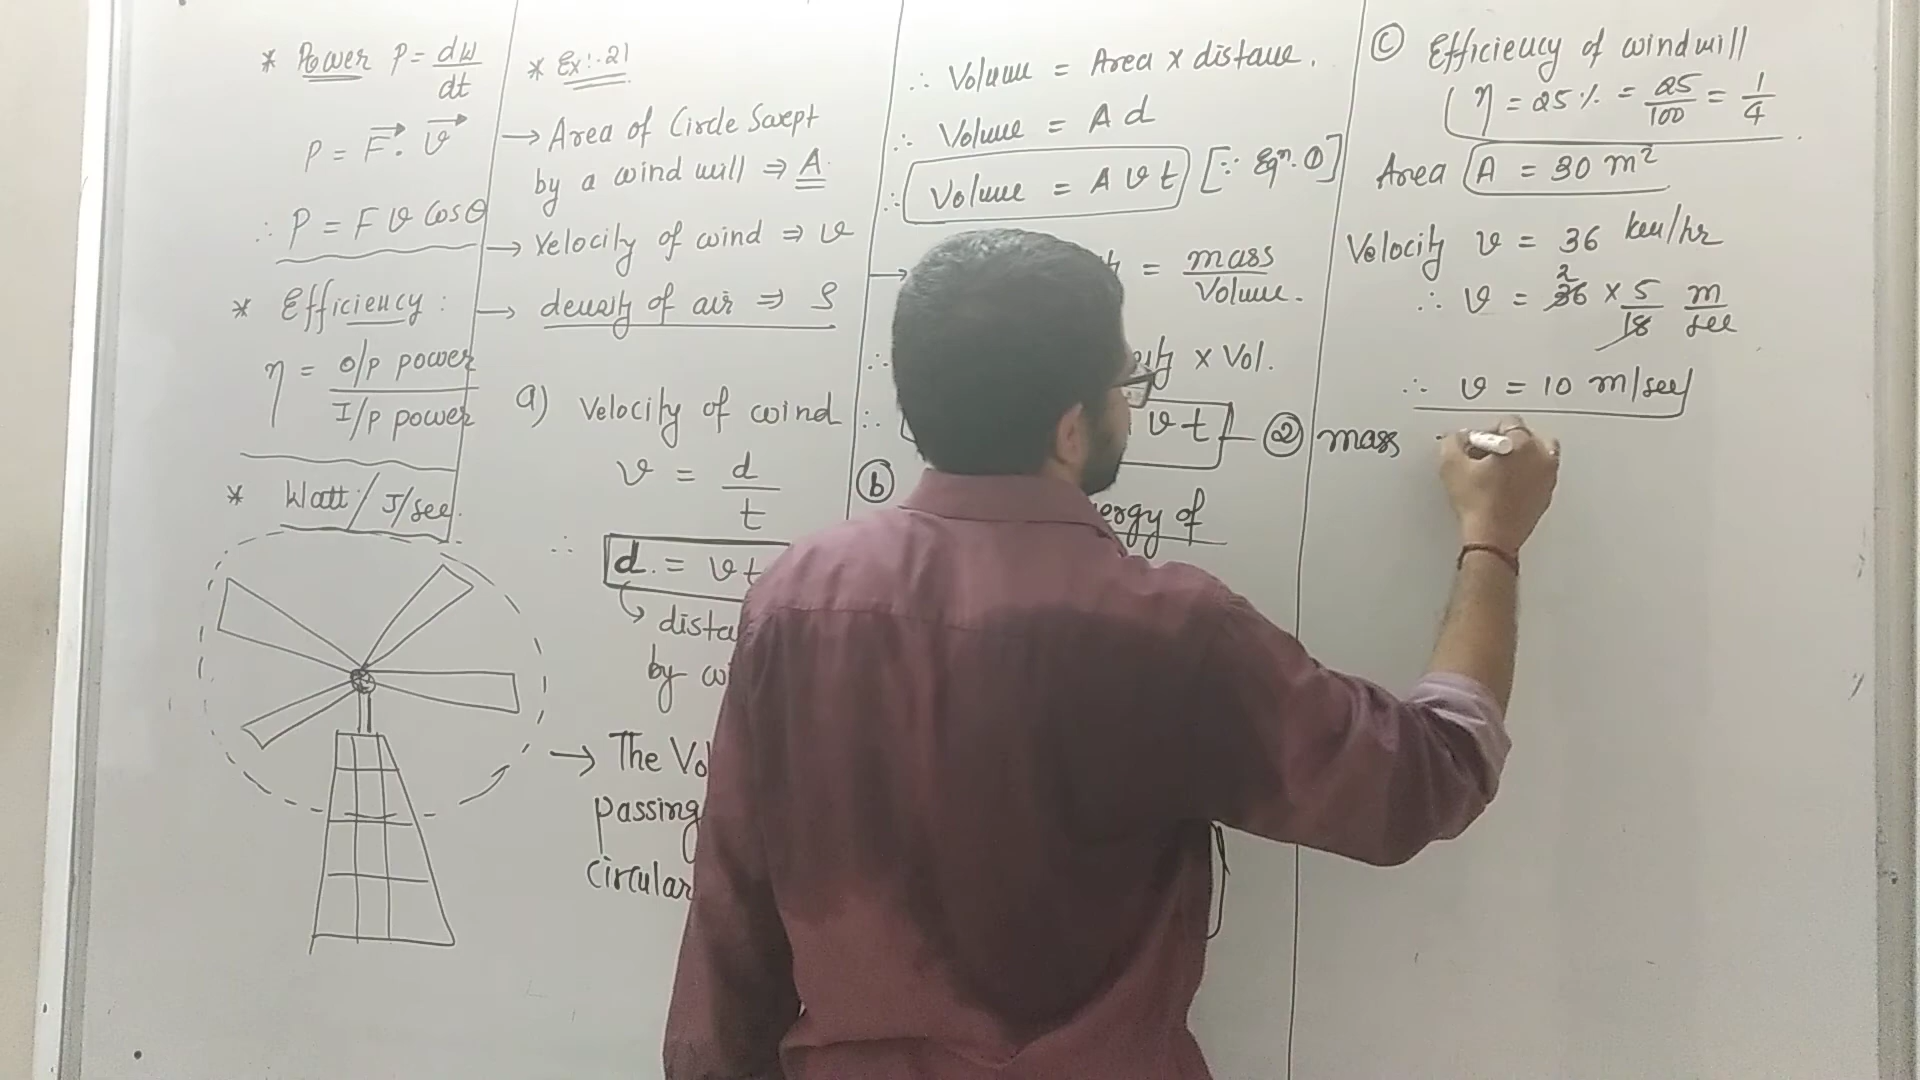 * Power P = dW/dt
P = F⃗ . v⃗
∴ P = F v Cosθ
* Efficiency :
η = O/P power / I/P power
* Watt / J/sec.
* Ex:-21
→ Area of Circle Swept
by a wind mill ⇒ A
→ Velocity of wind ⇒ v
→ density of air ⇒ ρ
a) Velocity of wind
v = d/t
∴ d = vt
↳
by
→ The
passing
circular
∴ Volume = Area x distance.
∴ Volume = A d
∴ Volume = A v t [∵ Eqn. ①]
→ = mass / Volume.
∴ x Vol.
∴ v t — ②
ⓑ of
ⓒ Efficiency of windmill
η = 25% = 25/100 = 1/4
Area A = 30 m²
Velocity v = 36 km/hr
∴ v = 36 2 x 5/18 m/sec
∴ v = 10 m/sec
mass